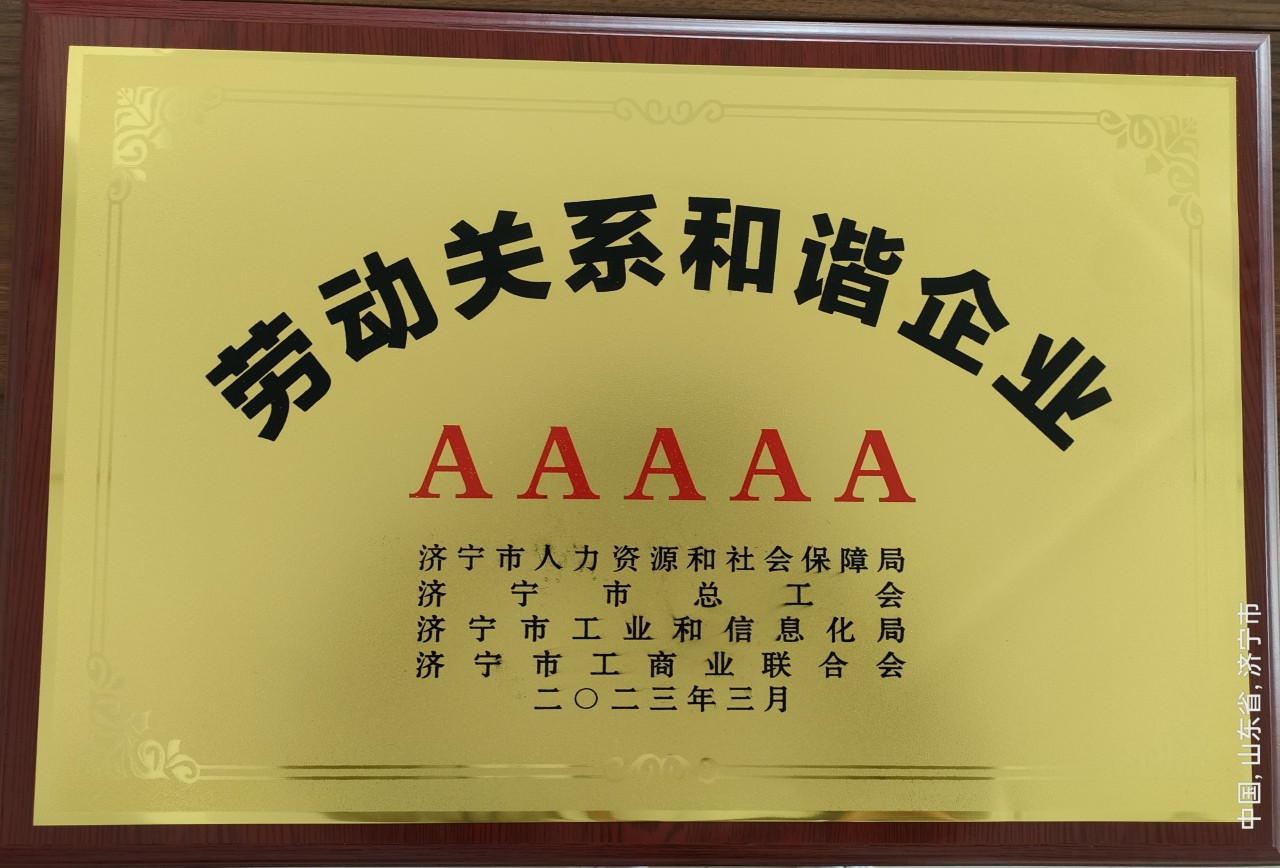 劳动关系和谐企业
AAAAA
济宁市人力资源和社会保障局
济宁市总工会
济宁市工业和信息化局
济宁市工商业联合会
二〇二三年三月
中国, 山东省, 济宁市